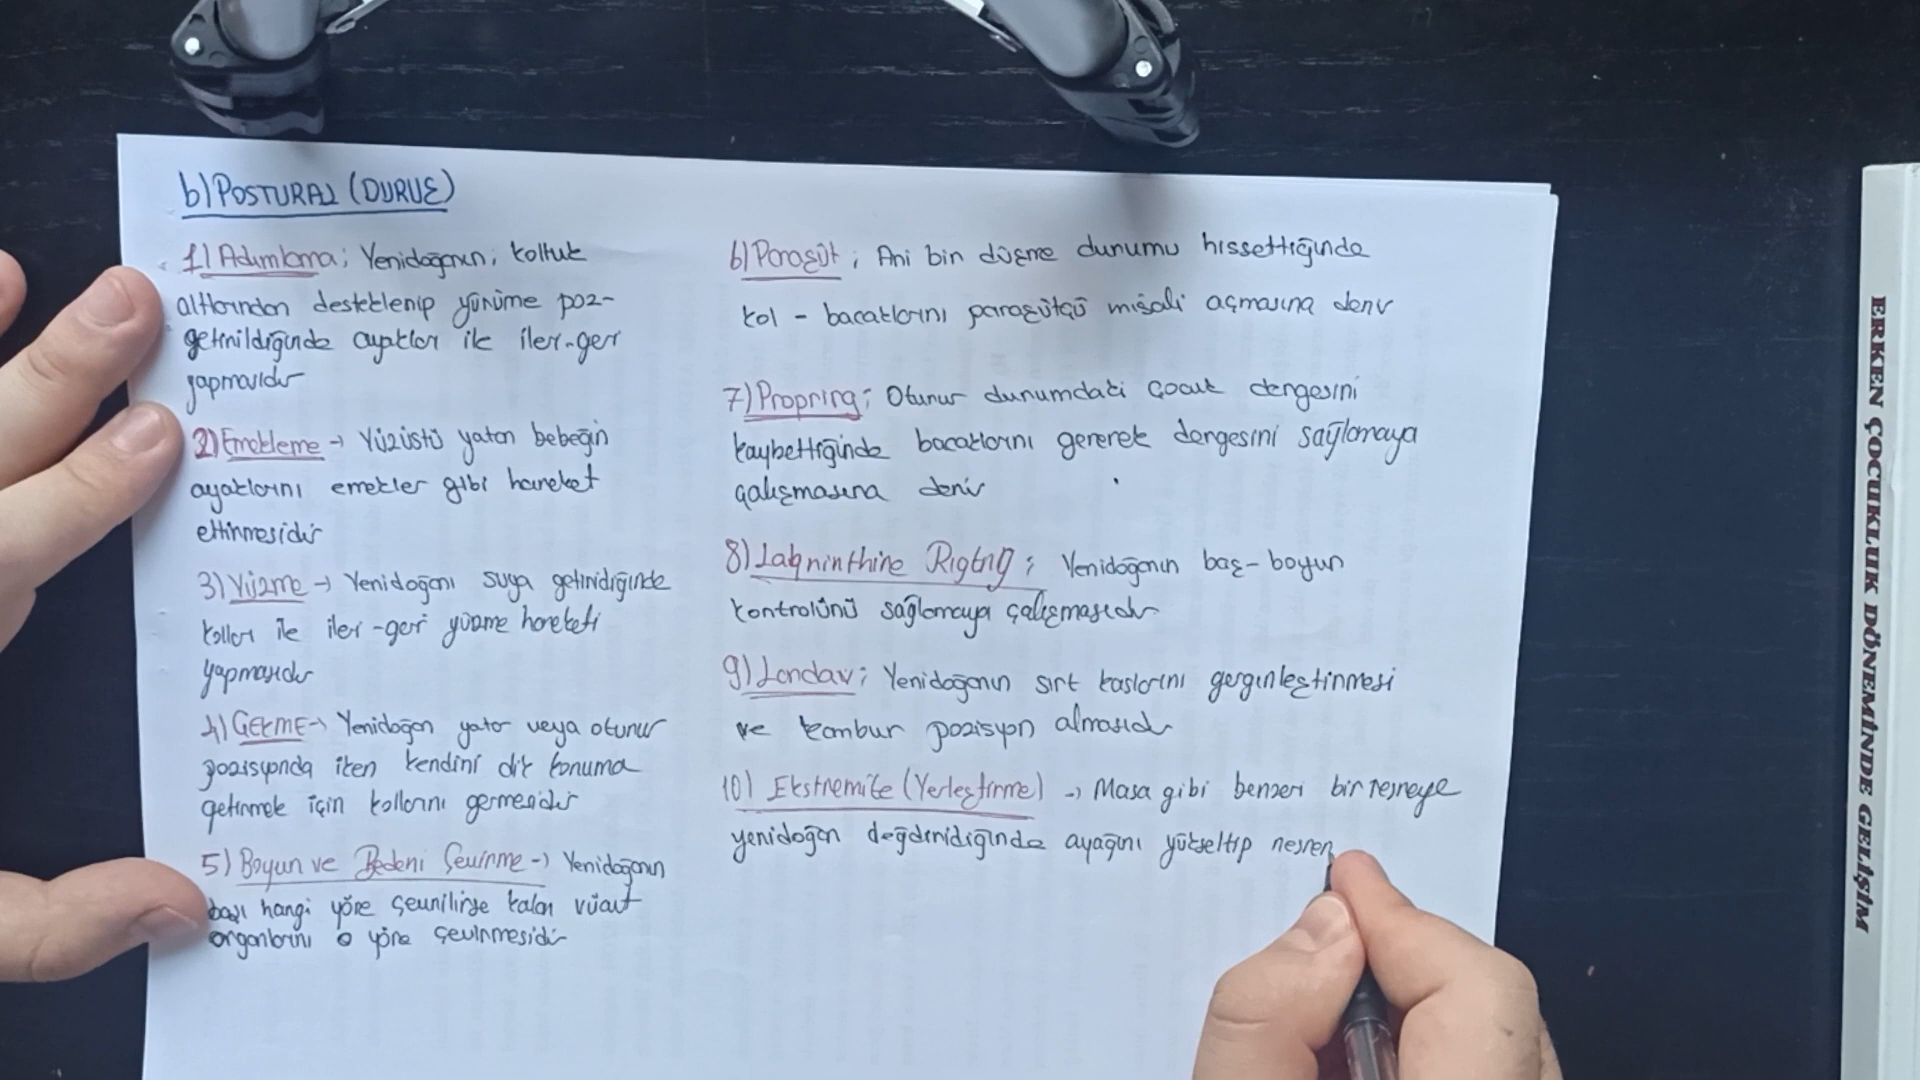 b) POSTURAL (DURUŞ)
1) Adımlama; Yenidoğanın, koltuk
altlarından desteklenip yürüme poz-
getirildiğinde ayaklar ile ileri-geri
yapmasıdır
2) Emekleme → Yüzüstü yatan bebeğin
ayaklarını emekler gibi hareket
ettirmesidir
3) Yüzme → Yenidoğanı suya getirildiğinde
kolları ile ileri-geri yüzme hareketi
yapmasıdır
4) GERME → Yenidoğan yatar veya oturur
pozisyonda iken kendini dik konuma
getirmek için kollarını germesidir
5) Boyun ve Bedeni Çevirme → Yenidoğanın
başı hangi yöne çevrilirse kalan vücut
organlarını o yöne çevirmesidir
6) Paraşüt; Ani bir düşme durumu hissettiğinde
kol - bacaklarını paraşütçü misali açmasına denir
7) Propring; Oturur durumdaki çocuk dengesini
kaybettiğinde bacaklarını gererek dengesini sağlamaya
çalışmasına denir
8) Labrinthine Rigtrig; Yenidoğanın baş-boyun
kontrolünü sağlamaya çalışmasıdır
9) Landav; Yenidoğanın sırt kaslarını gerginleştirmesi
ve kambur pozisyon almasıdır
10) Ekstremite (Yerleştirme) → Masa gibi benzeri bir nesneye
yenidoğan değdirildiğinde ayağını yükseltip nesnen
ERKEN ÇOCUKLUK DÖNEMİNDE GELİŞİM